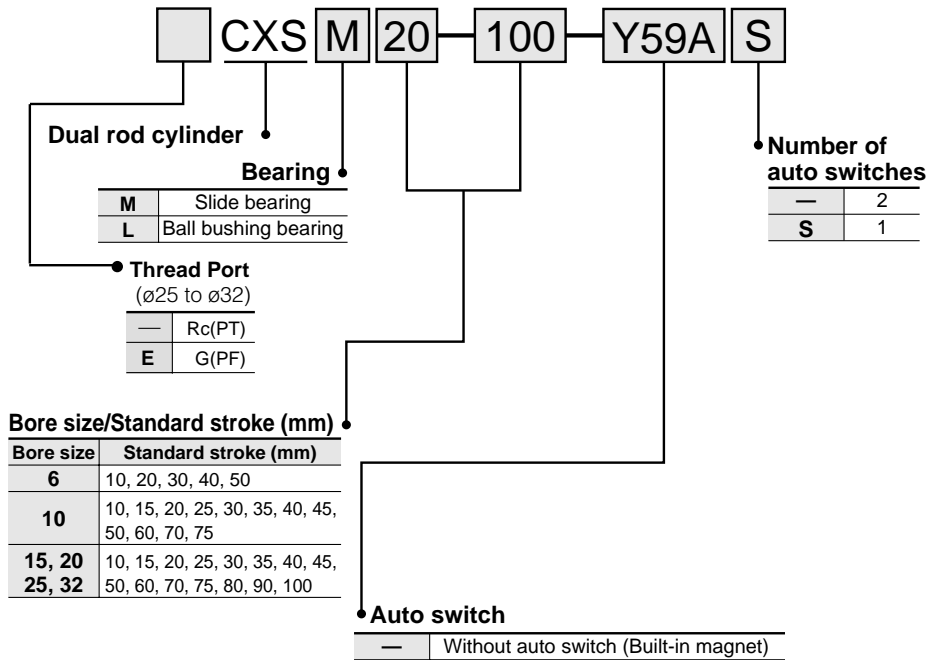 CXS M 20 100 Y59A S
Dual rod cylinder
Number of
auto switches
— 2
S 1
Bearing
M Slide bearing
L Ball bushing bearing
Thread Port
(ø25 to ø32)
— Rc(PT)
E G(PF)
Bore size/Standard stroke (mm)
Bore size Standard stroke (mm)
6 10, 20, 30, 40, 50
10 10, 15, 20, 25, 30, 35, 40, 45,
50, 60, 70, 75
15, 20 10, 15, 20, 25, 30, 35, 40, 45,
25, 32 50, 60, 70, 75, 80, 90, 100
Auto switch
— Without auto switch (Built-in magnet)